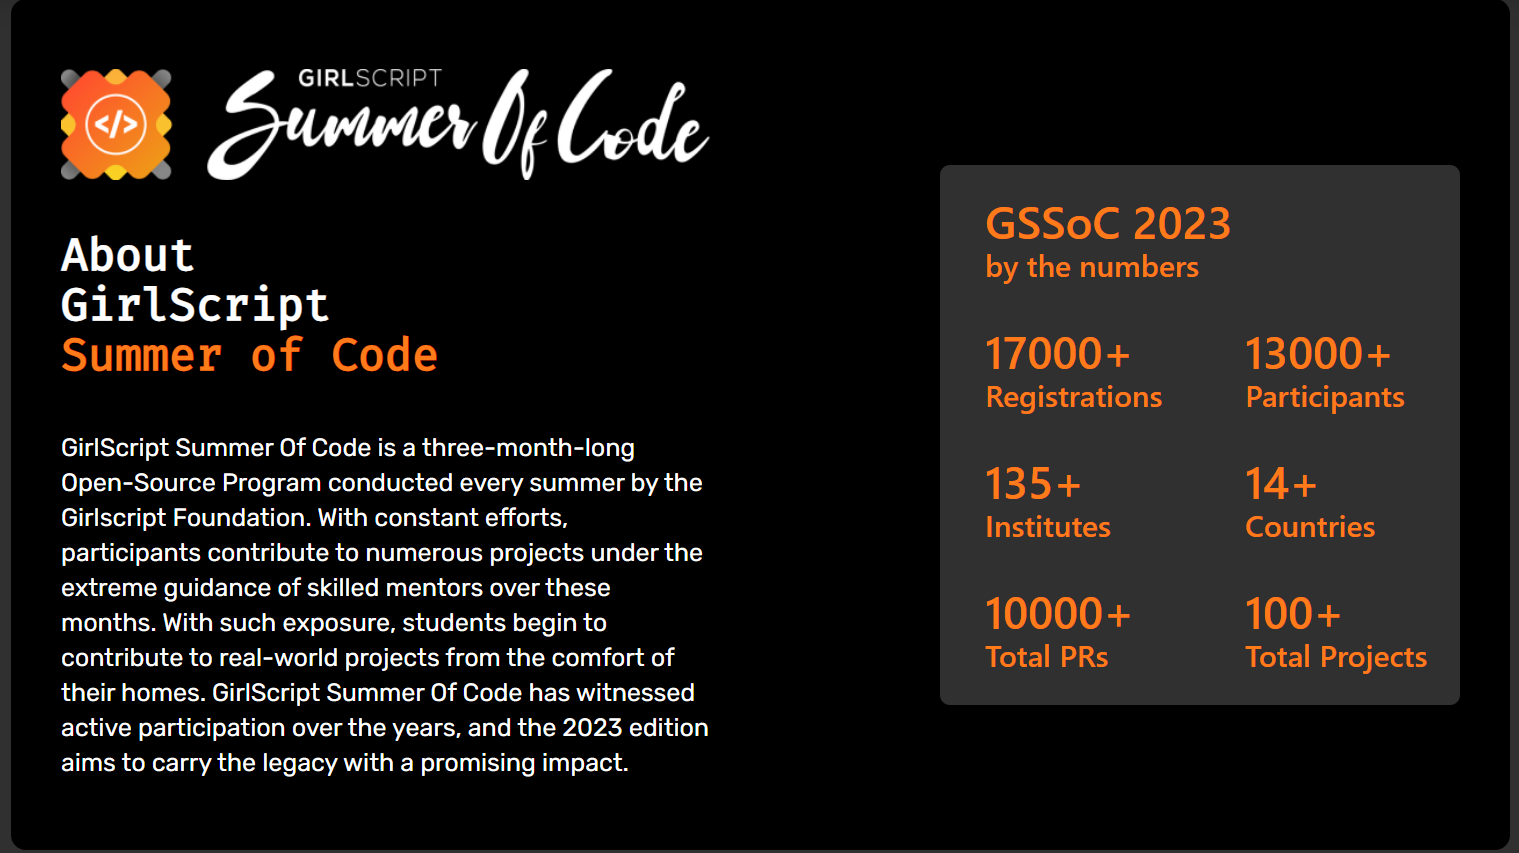 GIRLSCRIPT
Summer Of Code
About
GirlScript
Summer of Code
GirlScript Summer Of Code is a three-month-long
Open-Source Program conducted every summer by the
Girlscript Foundation. With constant efforts,
participants contribute to numerous projects under the
extreme guidance of skilled mentors over these
months. With such exposure, students begin to
contribute to real-world projects from the comfort of
their homes. GirlScript Summer Of Code has witnessed
active participation over the years, and the 2023 edition
aims to carry the legacy with a promising impact.
GSSoC 2023
by the numbers
17000+
Registrations
13000+
Participants
135+
Institutes
14+
Countries
10000+
Total PRs
100+
Total Projects